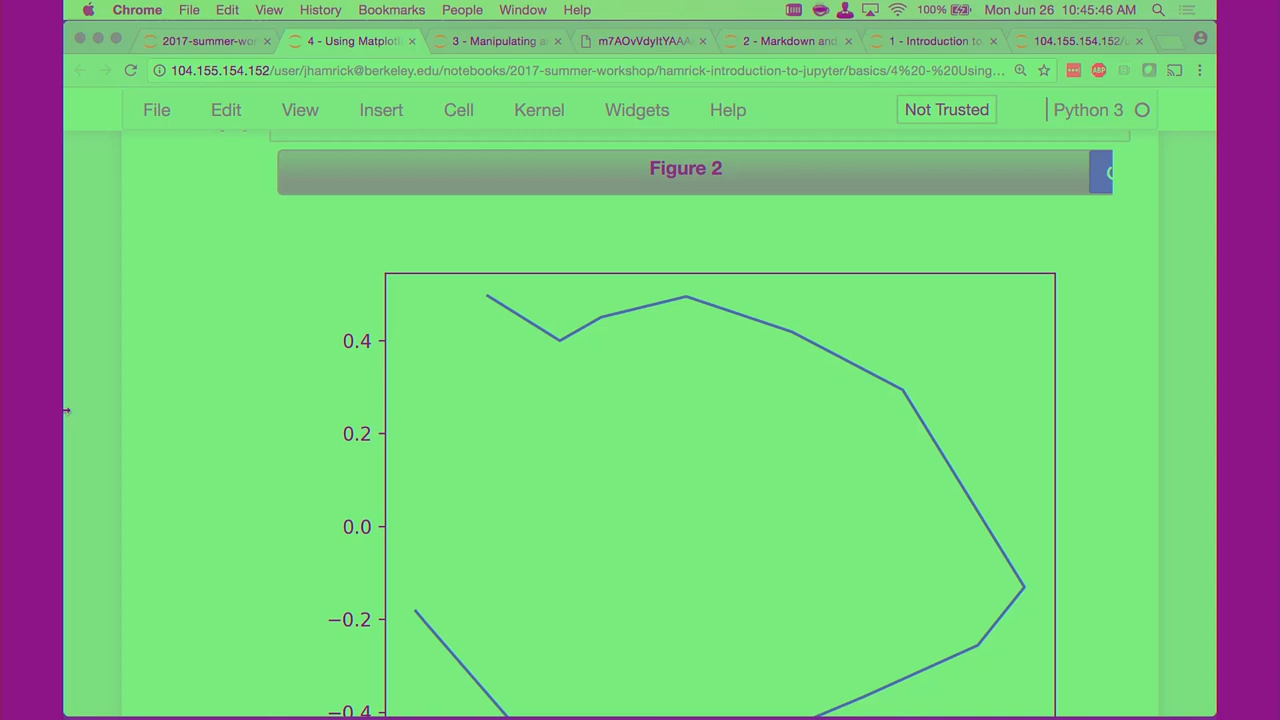 Chrome File Edit View History Bookmarks People Window Help 100% Mon Jun 26 10:45:46 AM
2017-summer-wor 4 - Using Matplotli 3 - Manipulating a 2 - Markdown and 1 - Introduction to 104.155.154.152/u
104.155.154.152/user/jhamrick@berkeley.edu/notebooks/2017-summer-workshop/hamrick-introduction-to-jupyter/basics/4%20-%20Using... ABP
File Edit View Insert Cell Kernel Widgets Help Not Trusted Python 3
Figure 2
0.4
0.2
0.0
−0.2
−0.4